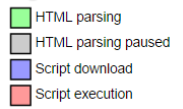 HTML parsing
HTML parsing paused
Script download
Script execution